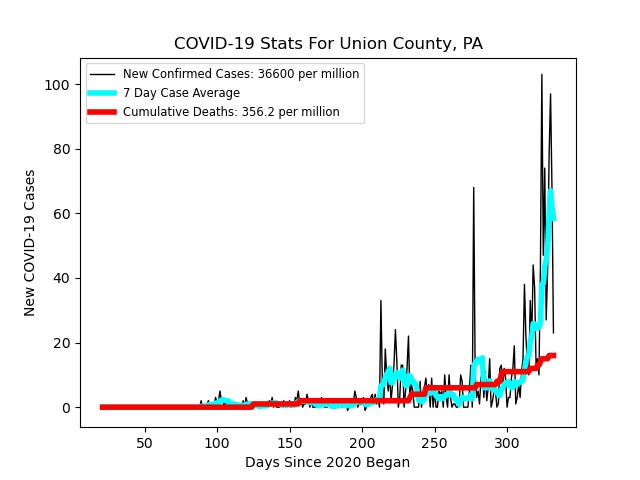 COVID-19 Stats For Union County, PA
New Confirmed Cases: 36600 per million
7 Day Case Average
Cumulative Deaths: 356.2 per million
New COVID-19 Cases
100
80
60
40
20
0
50 100 150 200 250 300
Days Since 2020 Began